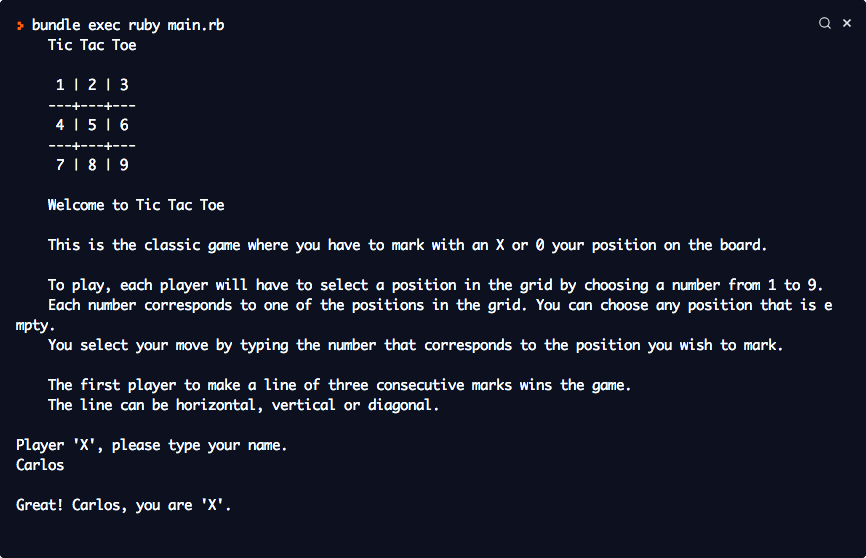 bundle exec ruby main.rb
Tic Tac Toe
1 | 2 | 3
---+---+---
4 | 5 | 6
---+---+---
7 | 8 | 9
Welcome to Tic Tac Toe
This is the classic game where you have to mark with an X or 0 your position on the board.
To play, each player will have to select a position in the grid by choosing a number from 1 to 9.
Each number corresponds to one of the positions in the grid. You can choose any position that is e
mpty.
You select your move by typing the number that corresponds to the position you wish to mark.
The first player to make a line of three consecutive marks wins the game.
The line can be horizontal, vertical or diagonal.
Player 'X', please type your name.
Carlos
Great! Carlos, you are 'X'.